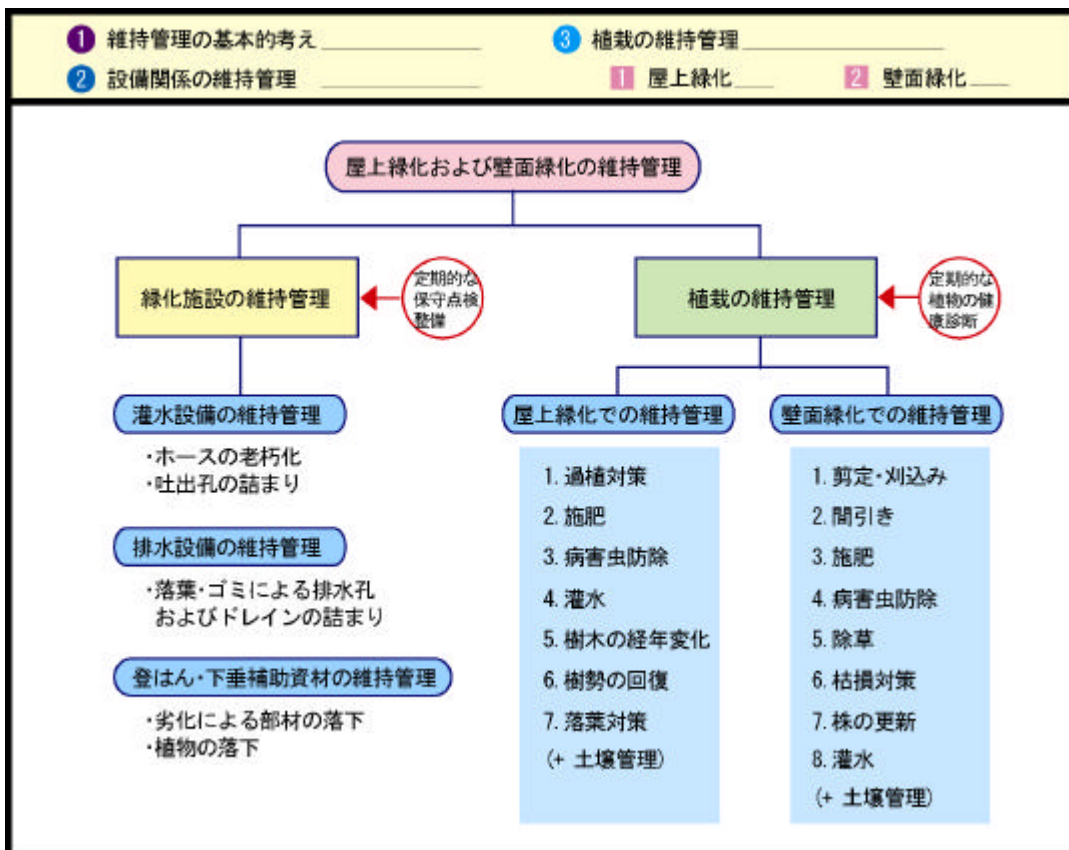 1 維持管理の基本的考え
2 設備関係の維持管理
3 植栽の維持管理
1 屋上緑化
2 壁面緑化
屋上緑化および壁面緑化の維持管理
緑化施設の維持管理
定期的な
保守点検
整備
植栽の維持管理
定期的な
植物の健
康診断
灌水設備の維持管理
・ホースの老朽化
・吐出孔の詰まり
排水設備の維持管理
・落葉・ゴミによる排水孔
およびドレインの詰まり
登はん・下垂補助資材の維持管理
・劣化による部材の落下
・植物の落下
屋上緑化での維持管理
1. 過植対策
2. 施肥
3. 病害虫防除
4. 灌水
5. 樹木の経年変化
6. 樹勢の回復
7. 落葉対策
(+ 土壌管理)
壁面緑化での維持管理
1. 剪定・刈込み
2. 間引き
3. 施肥
4. 病害虫防除
5. 除草
6. 枯損対策
7. 株の更新
8. 灌水
(+ 土壌管理)